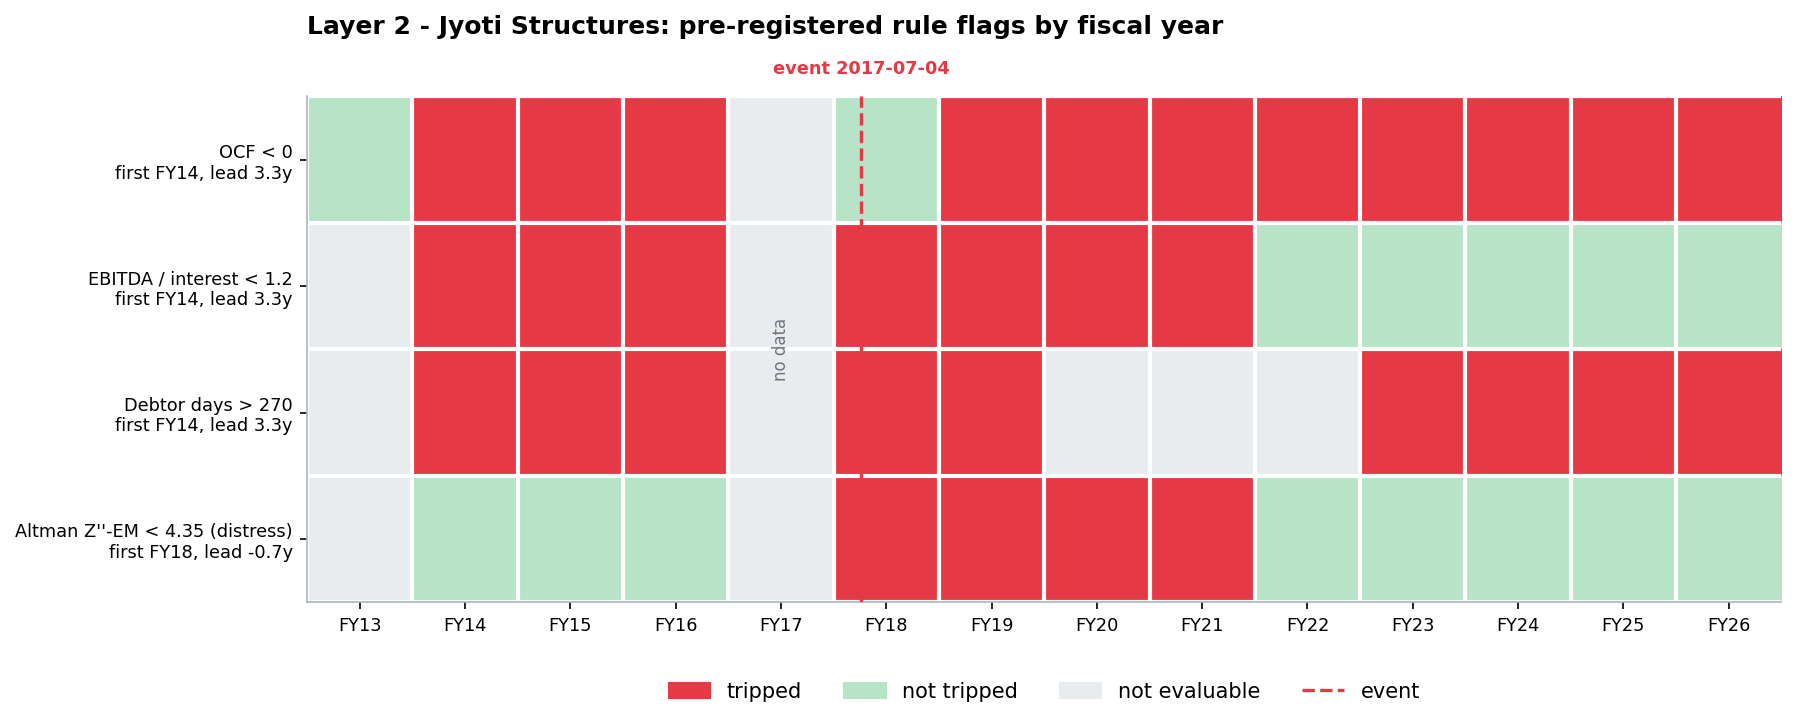 Layer 2 - Jyoti Structures: pre-registered rule flags by fiscal year
event 2017-07-04
OCF < 0
first FY14, lead 3.3y
EBITDA / interest < 1.2
first FY14, lead 3.3y
no data
Debtor days > 270
first FY14, lead 3.3y
Altman Z''-EM < 4.35 (distress)
first FY18, lead -0.7y
FY13 FY14 FY15 FY16 FY17 FY18 FY19 FY20 FY21 FY22 FY23 FY24 FY25 FY26
tripped not tripped not evaluable event